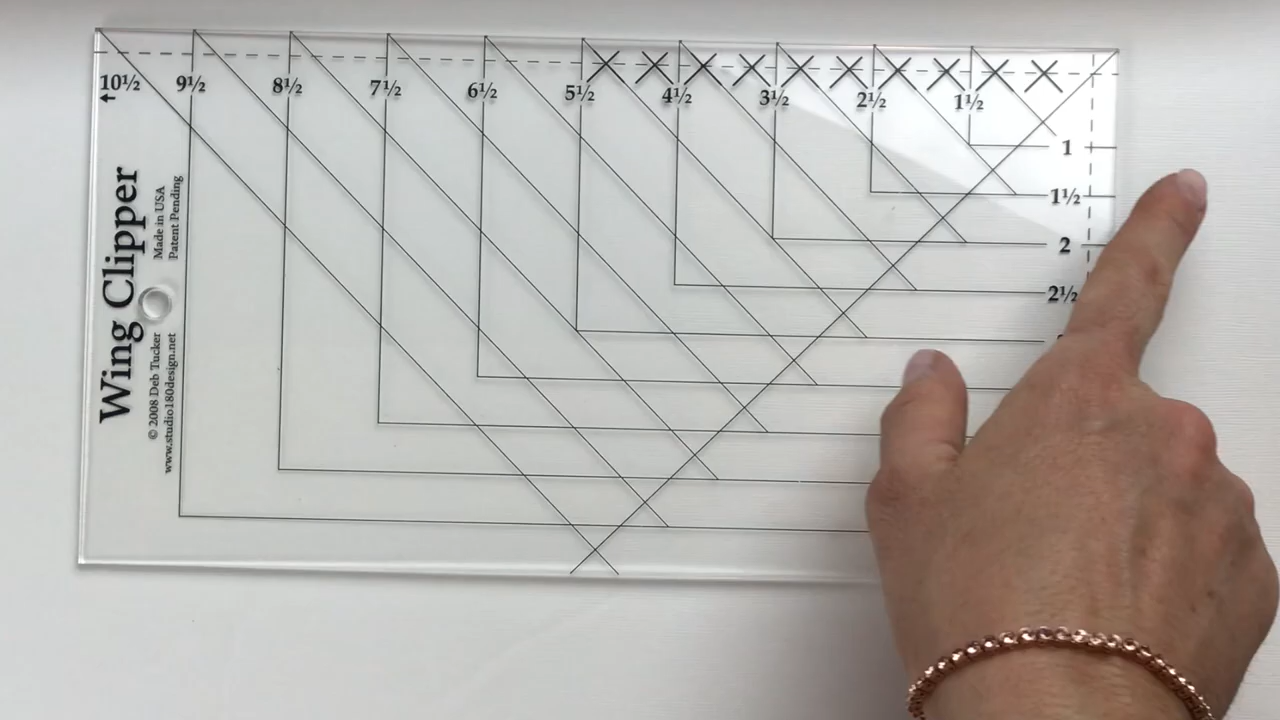 10½ 9½ 8½ 7½ 6½ 5½ 4½ 3½ 2½ 1½
1
1½
2
2½
Wing Clipper
Made in USA
Patent Pending
© 2008 Deb Tucker
www.studio180design.net